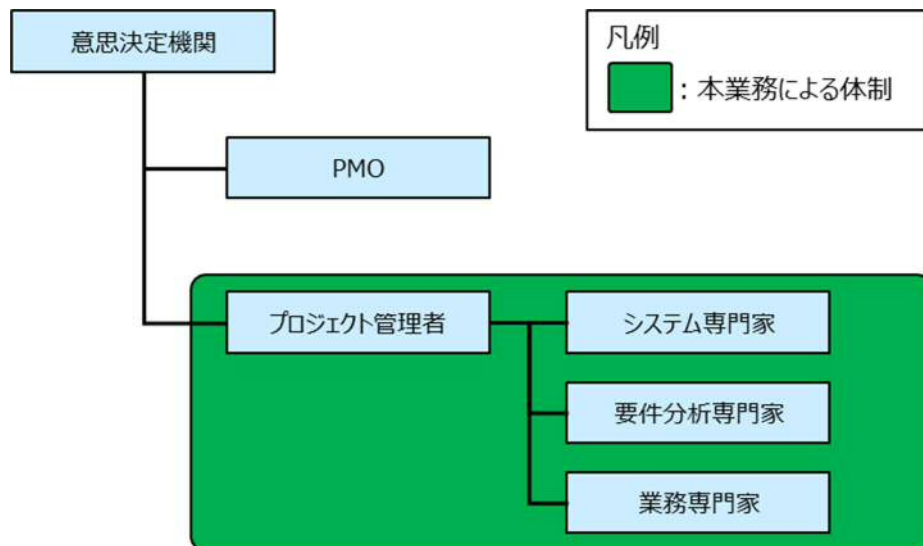 意思決定機関
凡例
：本業務による体制
PMO
プロジェクト管理者
システム専門家
要件分析専門家
業務専門家